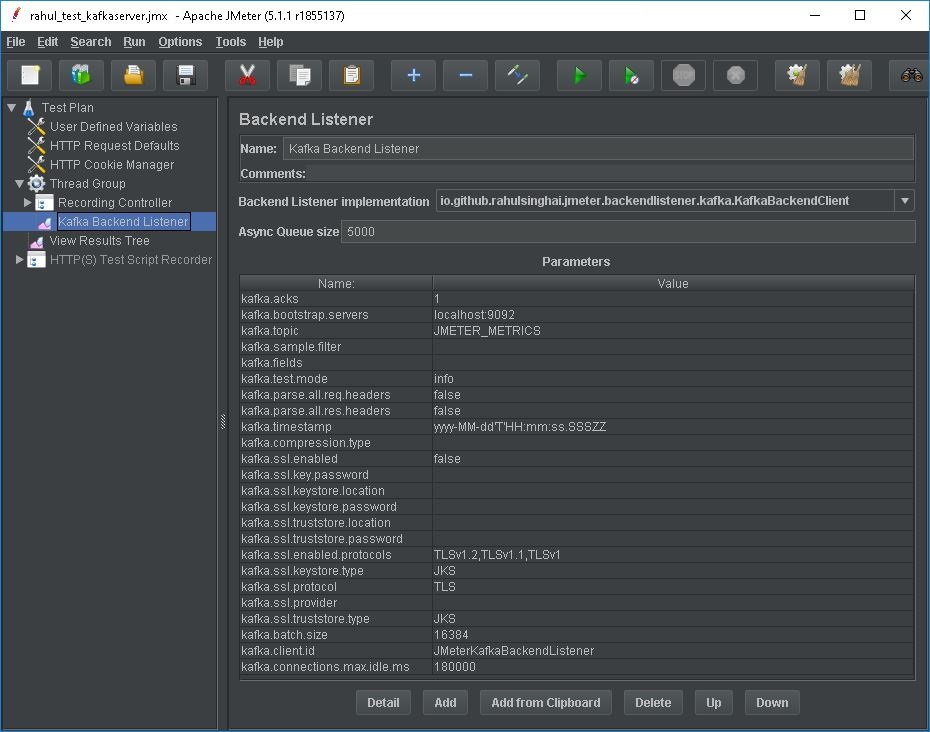 rahul_test_kafkaserver.jmx - Apache JMeter (5.1.1 r1855137)
File Edit Search Run Options Tools Help
STOP
Test Plan
User Defined Variables
HTTP Request Defaults
HTTP Cookie Manager
Thread Group
Recording Controller
Kafka Backend Listener
View Results Tree
HTTP(S) Test Script Recorder
Backend Listener
Name: Kafka Backend Listener
Comments:
Backend Listener implementation io.github.rahulsinghai.jmeter.backendlistener.kafka.KafkaBackendClient
Async Queue size 5000
Parameters
Name: Value
kafka.acks 1
kafka.bootstrap.servers localhost:9092
kafka.topic JMETER_METRICS
kafka.sample.filter
kafka.fields
kafka.test.mode info
kafka.parse.all.req.headers false
kafka.parse.all.res.headers false
kafka.timestamp yyyy-MM-dd'T'HH:mm:ss.SSSZZ
kafka.compression.type
kafka.ssl.enabled false
kafka.ssl.key.password
kafka.ssl.keystore.location
kafka.ssl.keystore.password
kafka.ssl.truststore.location
kafka.ssl.truststore.password
kafka.ssl.enabled.protocols TLSv1.2,TLSv1.1,TLSv1
kafka.ssl.keystore.type JKS
kafka.ssl.protocol TLS
kafka.ssl.provider
kafka.ssl.truststore.type JKS
kafka.batch.size 16384
kafka.client.id JMeterKafkaBackendListener
kafka.connections.max.idle.ms 180000
Detail Add Add from Clipboard Delete Up Down